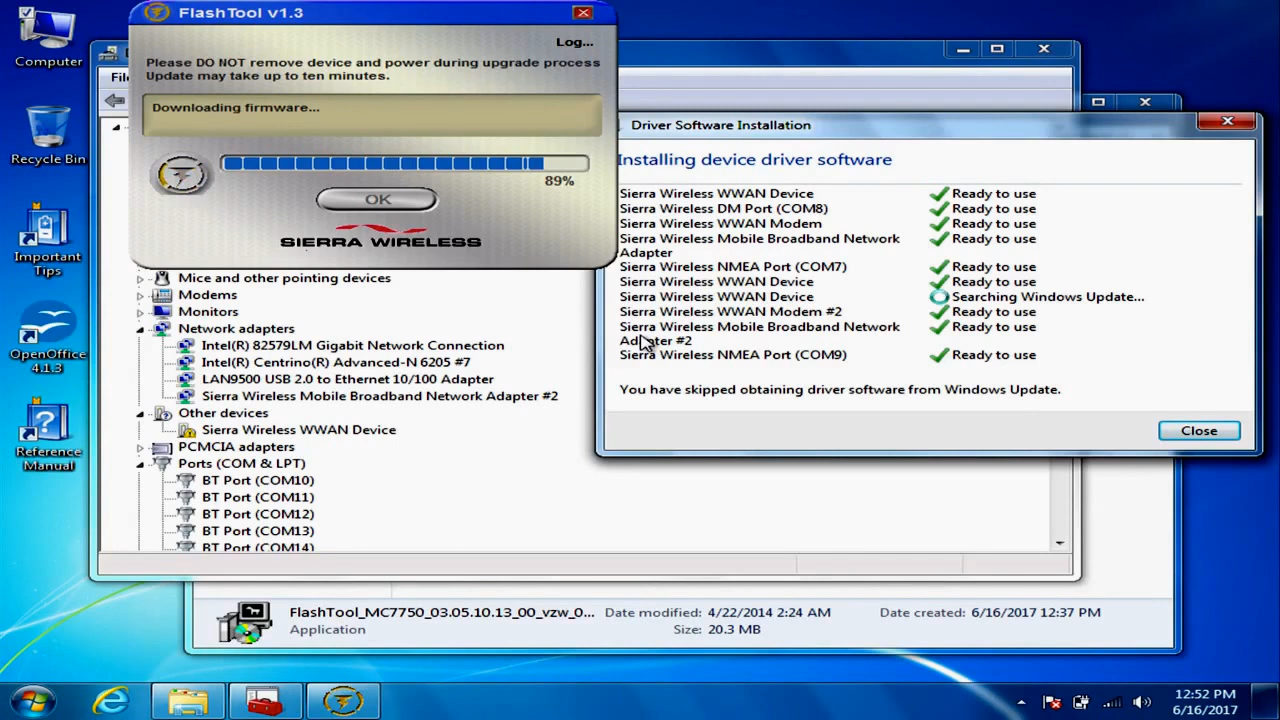 Computer
Recycle Bin
Important
Tips
OpenOffice
4.1.3
Reference
Manual
FlashTool v1.3
Log...
Please DO NOT remove device and power during upgrade process
Update may take up to ten minutes.
Downloading firmware...
89%
OK
SIERRA WIRELESS
Driver Software Installation
Installing device driver software
Sierra Wireless WWAN Device Ready to use
Sierra Wireless DM Port (COM8) Ready to use
Sierra Wireless WWAN Modem Ready to use
Sierra Wireless Mobile Broadband Network Ready to use
Adapter
Sierra Wireless NMEA Port (COM7) Ready to use
Sierra Wireless WWAN Device Ready to use
Sierra Wireless WWAN Device Searching Windows Update...
Sierra Wireless WWAN Modem #2 Ready to use
Sierra Wireless Mobile Broadband Network Ready to use
Adapter #2
Sierra Wireless NMEA Port (COM9) Ready to use
You have skipped obtaining driver software from Windows Update.
Close
Mice and other pointing devices
Modems
Monitors
Network adapters
Intel(R) 82579LM Gigabit Network Connection
Intel(R) Centrino(R) Advanced-N 6205 #7
LAN9500 USB 2.0 to Ethernet 10/100 Adapter
Sierra Wireless Mobile Broadband Network Adapter #2
Other devices
Sierra Wireless WWAN Device
PCMCIA adapters
Ports (COM & LPT)
BT Port (COM10)
BT Port (COM11)
BT Port (COM12)
BT Port (COM13)
BT Port (COM14)
FlashTool_MC7750_03.05.10.13_00_vzw_0... Date modified: 4/22/2014 2:24 AM Date created: 6/16/2017 12:37 PM
Application Size: 20.3 MB
12:52 PM
6/16/2017